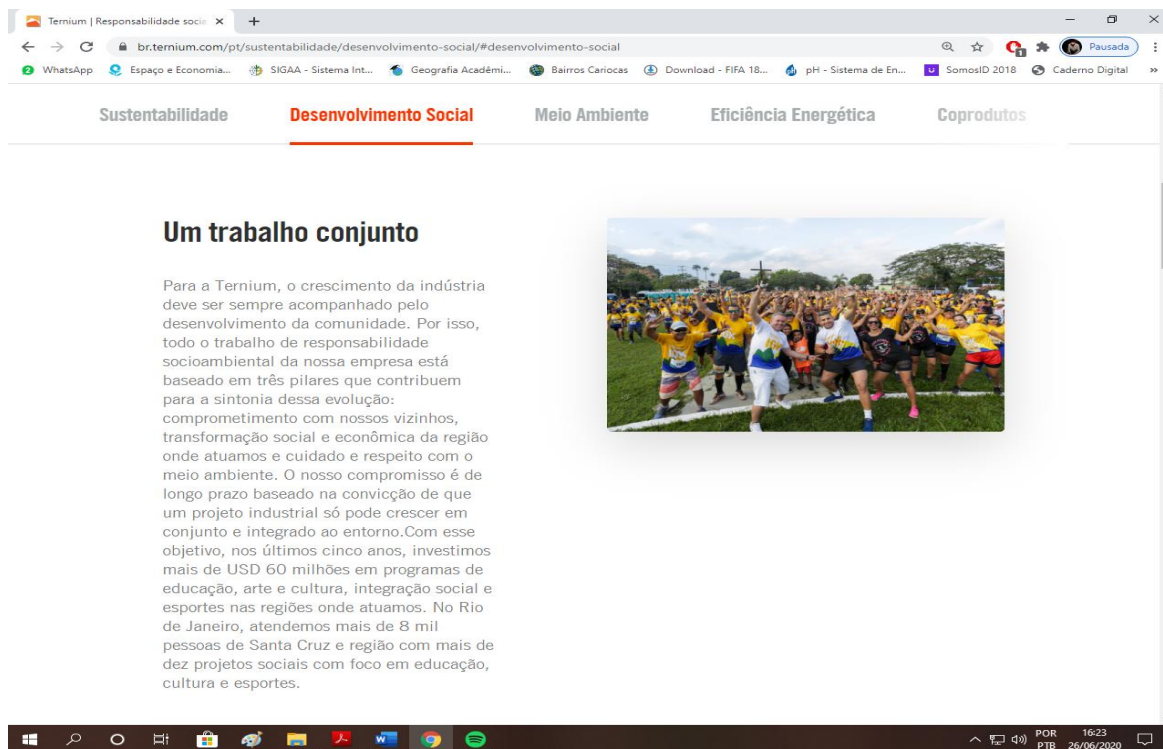 Ternium | Responsabilidade socia
br.ternium.com/pt/sustentabilidade/desenvolvimento-social/#desenvolvimento-social
Pausada
WhatsApp Espaço e Economia... SIGAA - Sistema Int... Geografia Acadêmi... Bairros Cariocas Download - FIFA 18... pH - Sistema de En... SomosID 2018 Caderno Digital »
Sustentabilidade Desenvolvimento Social Meio Ambiente Eficiência Energética Coprodutos
Um trabalho conjunto
Para a Ternium, o crescimento da indústria
deve ser sempre acompanhado pelo
desenvolvimento da comunidade. Por isso,
todo o trabalho de responsabilidade
socioambiental da nossa empresa está
baseado em três pilares que contribuem
para a sintonia dessa evolução:
comprometimento com nossos vizinhos,
transformação social e econômica da região
onde atuamos e cuidado e respeito com o
meio ambiente. O nosso compromisso é de
longo prazo baseado na convicção de que
um projeto industrial só pode crescer em
conjunto e integrado ao entorno.Com esse
objetivo, nos últimos cinco anos, investimos
mais de USD 60 milhões em programas de
educação, arte e cultura, integração social e
esportes nas regiões onde atuamos. No Rio
de Janeiro, atendemos mais de 8 mil
pessoas de Santa Cruz e região com mais de
dez projetos sociais com foco em educação,
cultura e esportes.
POR 16:23
PTB 26/06/2020